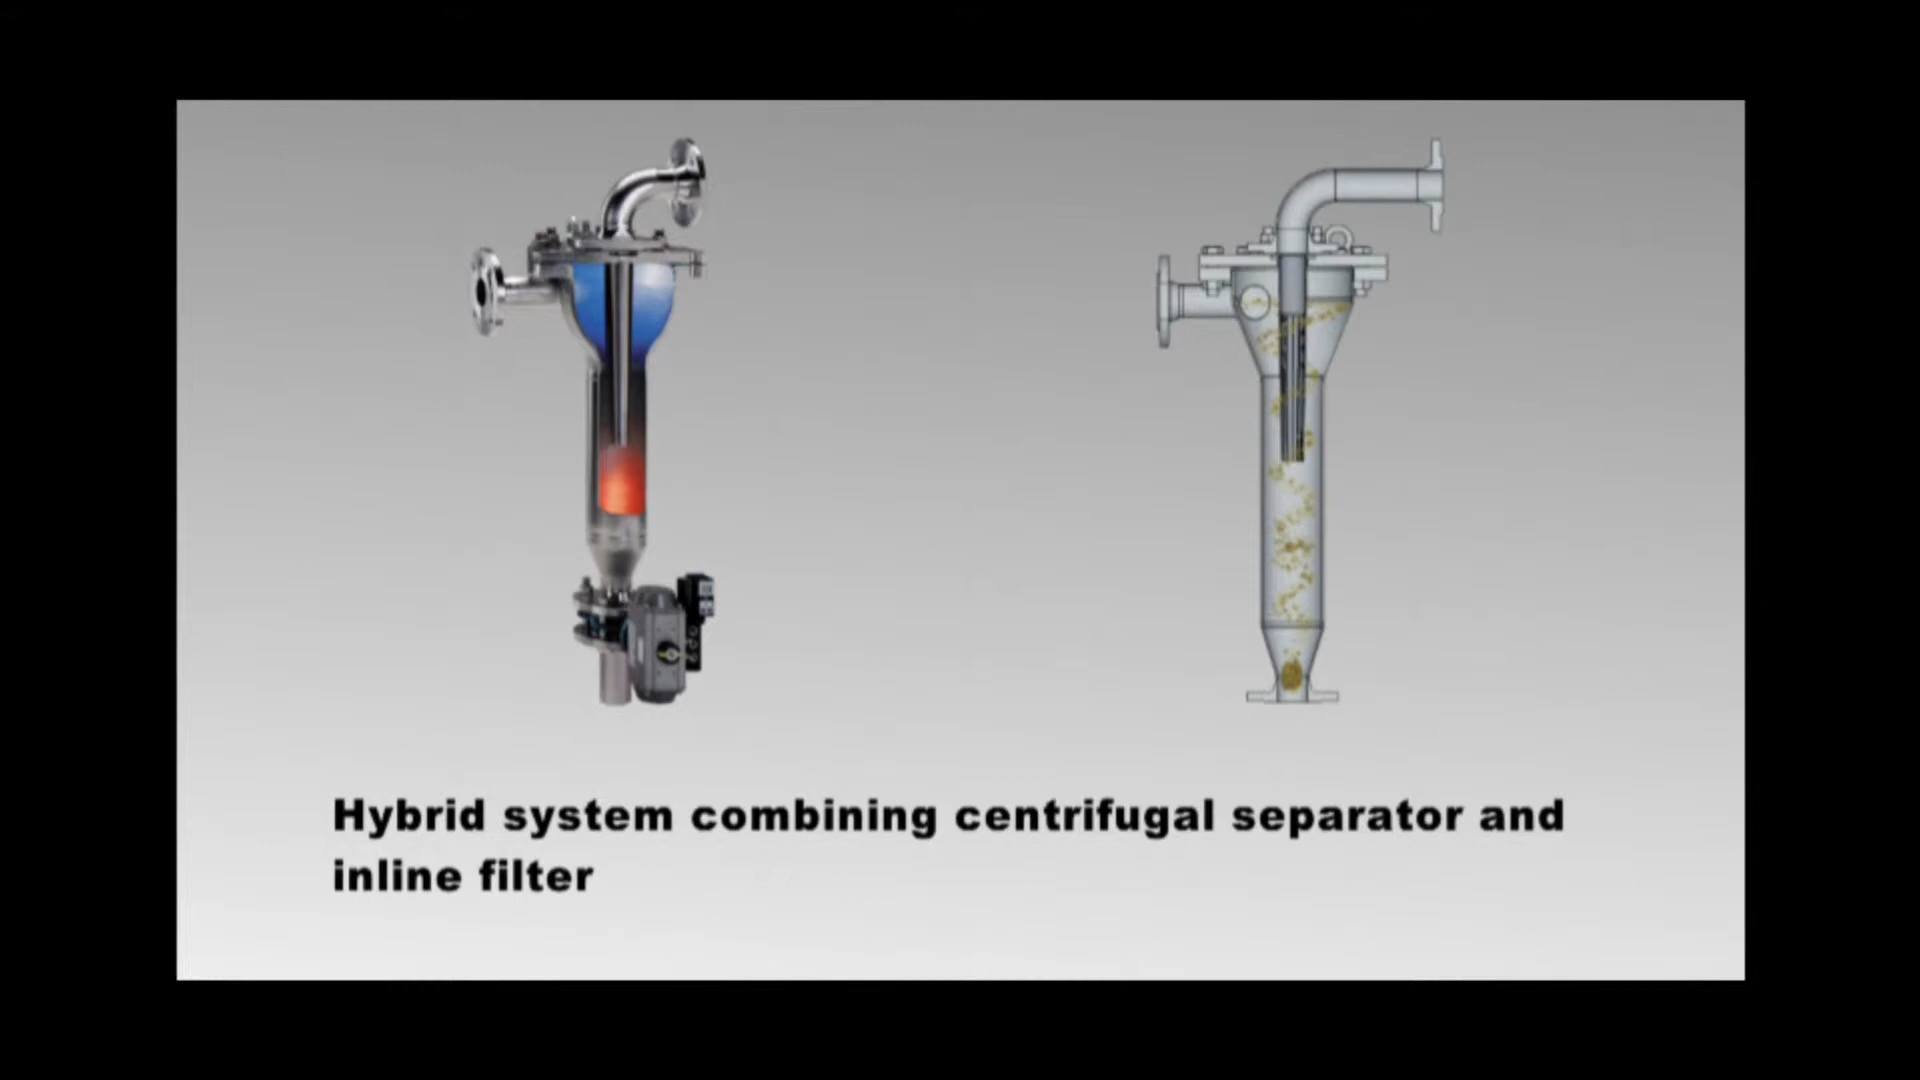 Hybrid system combining centrifugal separator and
inline filter